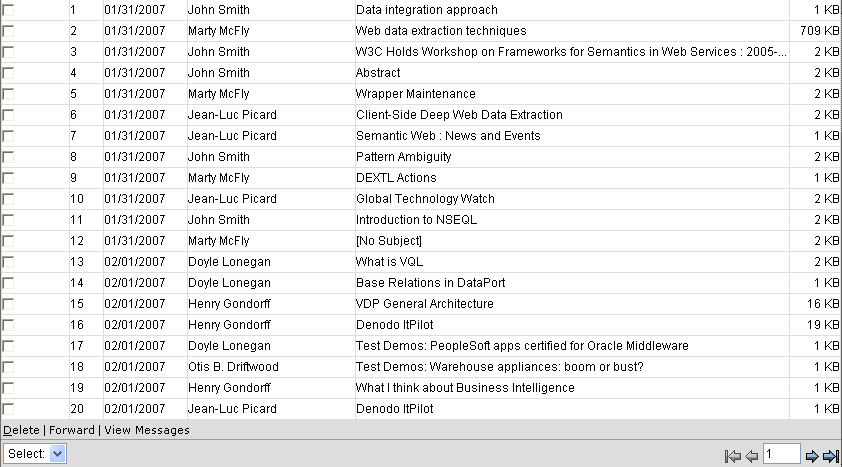 1 01/31/2007 John Smith Data integration approach 1 KB
2 01/31/2007 Marty McFly Web data extraction techniques 709 KB
3 01/31/2007 John Smith W3C Holds Workshop on Frameworks for Semantics in Web Services : 2005-... 2 KB
4 01/31/2007 John Smith Abstract 2 KB
5 01/31/2007 Marty McFly Wrapper Maintenance 2 KB
6 01/31/2007 Jean-Luc Picard Client-Side Deep Web Data Extraction 2 KB
7 01/31/2007 Jean-Luc Picard Semantic Web : News and Events 1 KB
8 01/31/2007 John Smith Pattern Ambiguity 2 KB
9 01/31/2007 Marty McFly DEXTL Actions 1 KB
10 01/31/2007 Jean-Luc Picard Global Technology Watch 2 KB
11 01/31/2007 John Smith Introduction to NSEQL 2 KB
12 01/31/2007 Marty McFly [No Subject] 2 KB
13 02/01/2007 Doyle Lonegan What is VQL 2 KB
14 02/01/2007 Doyle Lonegan Base Relations in DataPort 1 KB
15 02/01/2007 Henry Gondorff VDP General Architecture 16 KB
16 02/01/2007 Henry Gondorff Denodo ItPilot 19 KB
17 02/01/2007 Doyle Lonegan Test Demos: PeopleSoft apps certified for Oracle Middleware 1 KB
18 02/01/2007 Otis B. Driftwood Test Demos: Warehouse appliances: boom or bust? 1 KB
19 02/01/2007 Henry Gondorff What I think about Business Intelligence 1 KB
20 02/01/2007 Jean-Luc Picard Denodo ItPilot 1 KB
Delete | Forward | View Messages
Select: 1